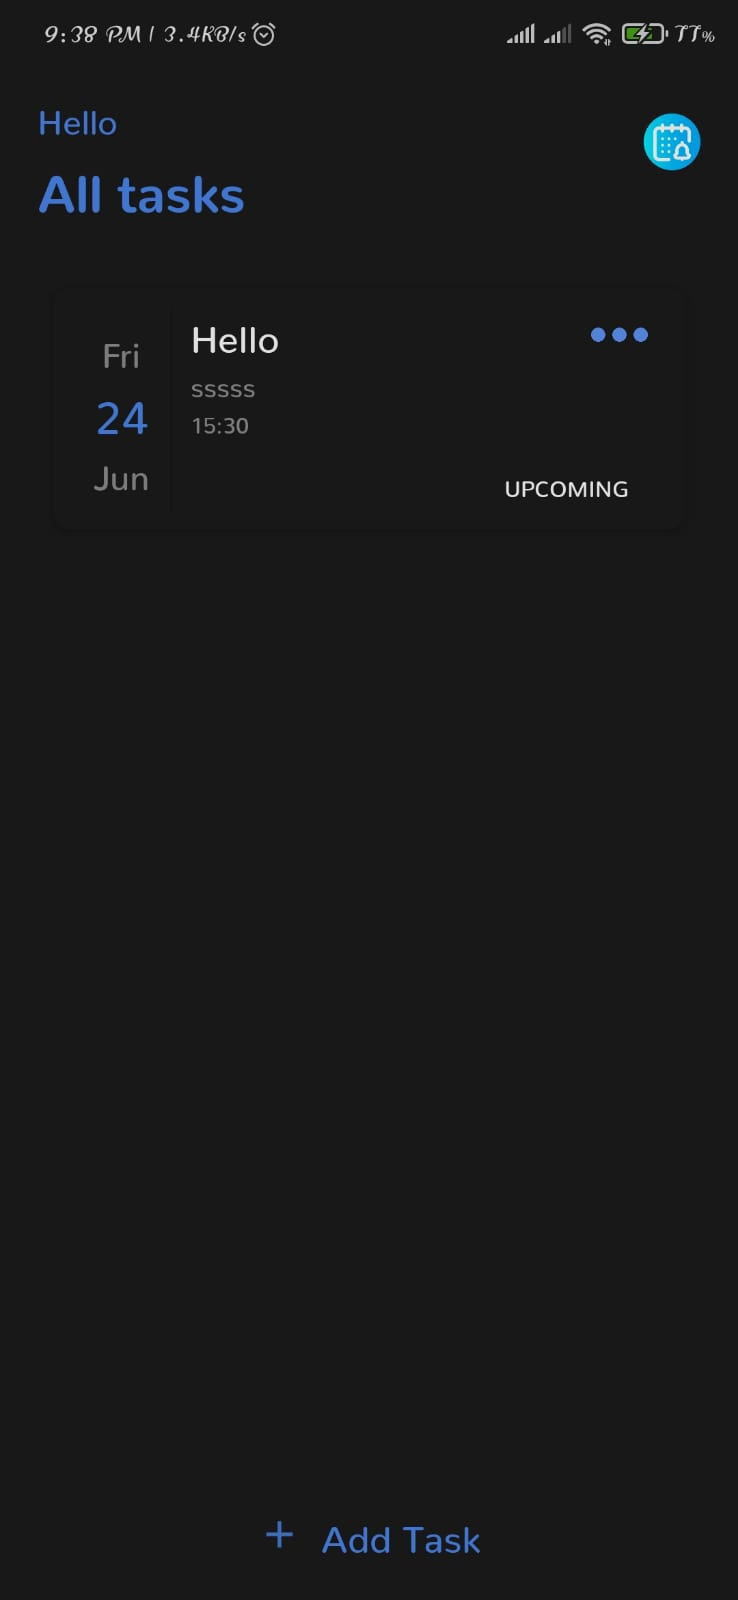 9:38 PM | 3.4KB/s 77%
Hello
All tasks
Fri
24
Jun
Hello
sssss
15:30
UPCOMING
+ Add Task